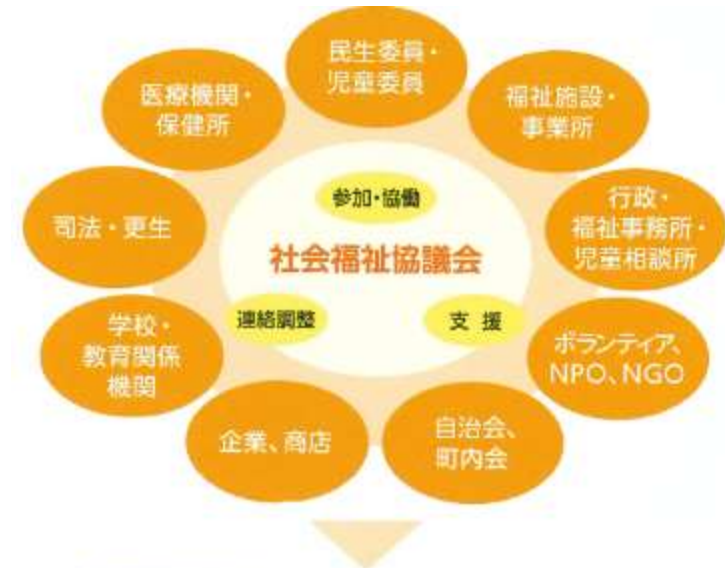 民生委員・
児童委員
医療機関・
保健所
福祉施設・
事業所
参加・協働
司法・更生
行政・
福祉事務所・
児童相談所
社会福祉協議会
連絡調整
支援
学校・
教育関係
機関
ボランティア、
NPO、NGO
企業、商店
自治会、
町内会